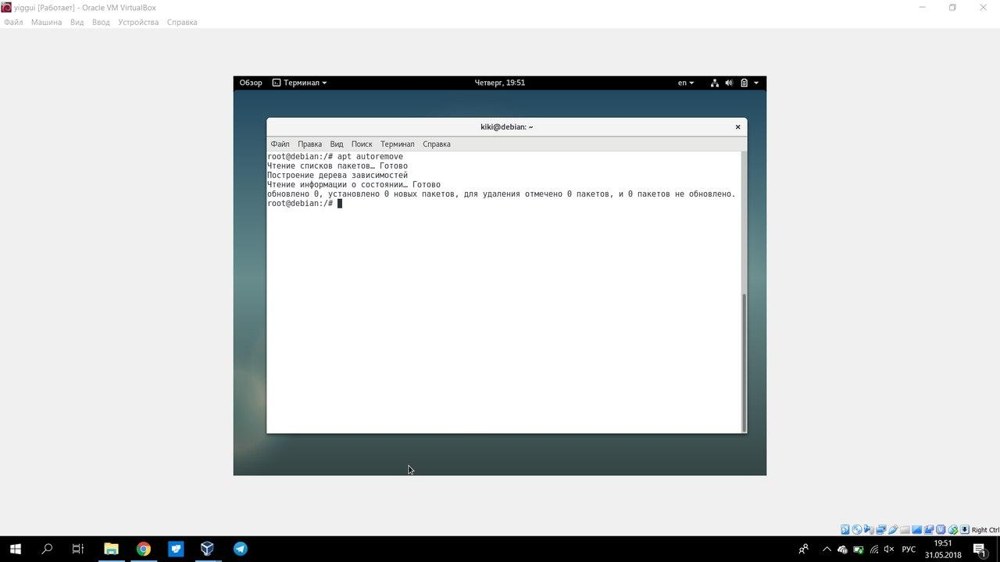 yiggui [Работает] - Oracle VM VirtualBox
Файл Машина Вид Ввод Устройства Справка
Обзор Терминал Четверг, 19:51 en
kiki@debian: ~
Файл Правка Вид Поиск Терминал Справка
root@debian:/# apt autoremove
Чтение списков пакетов… Готово
Построение дерева зависимостей
Чтение информации о состоянии… Готово
обновлено 0, установлено 0 новых пакетов, для удаления отмечено 0 пакетов, и 0 пакетов не обновлено.
root@debian:/#
Right Ctrl
РУС
19:51
31.05.2018
1